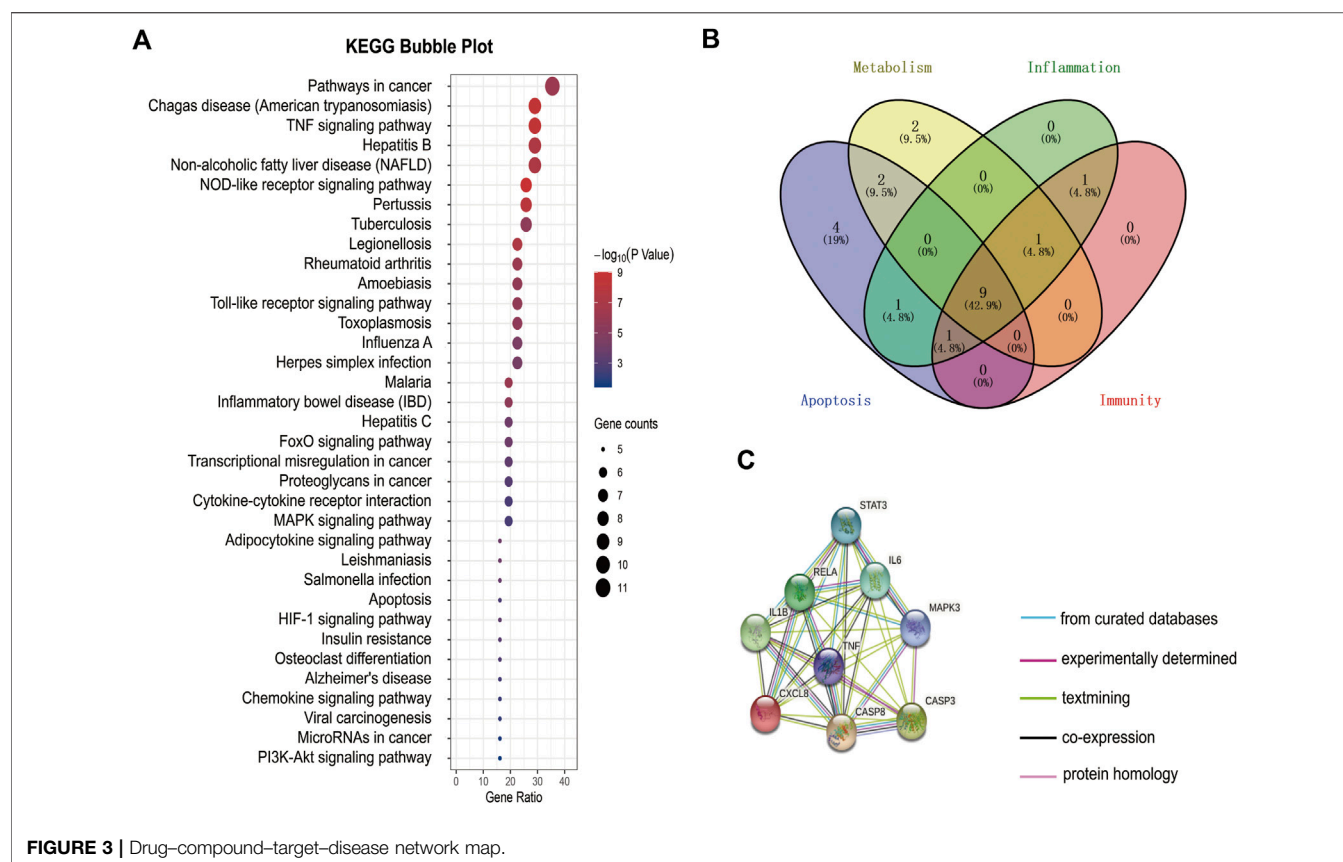 A
KEGG Bubble Plot
Pathways in cancer
Chagas disease (American trypanosomiasis)
TNF signaling pathway
Hepatitis B
Non-alcoholic fatty liver disease (NAFLD)
NOD-like receptor signaling pathway
Pertussis
Tuberculosis
Legionellosis
Rheumatoid arthritis
Amoebiasis
Toll-like receptor signaling pathway
Toxoplasmosis
Influenza A
Herpes simplex infection
Malaria
Inflammatory bowel disease (IBD)
Hepatitis C
FoxO signaling pathway
Transcriptional misregulation in cancer
Proteoglycans in cancer
Cytokine-cytokine receptor interaction
MAPK signaling pathway
Adipocytokine signaling pathway
Leishmaniasis
Salmonella infection
Apoptosis
HIF-1 signaling pathway
Insulin resistance
Osteoclast differentiation
Alzheimer's disease
Chemokine signaling pathway
Viral carcinogenesis
MicroRNAs in cancer
PI3K-Akt signaling pathway
0 10 20 30 40
Gene Ratio
−log10(P Value)
9
7
5
3
Gene counts
5
6
7
8
9
10
11
B
Metabolism
Inflammation
2
(9.5%)
0
(0%)
2
(9.5%)
0
(0%)
1
(4.8%)
4
(19%)
0
(0%)
1
(4.8%)
0
(0%)
1
(4.8%)
9
(42.9%)
0
(0%)
1
(4.8%)
0
(0%)
0
(0%)
Apoptosis
Immunity
C
STAT3
IL6
RELA
IL1B
MAPK3
TNF
CXCL8
CASP8
CASP3
from curated databases
experimentally determined
textmining
co-expression
protein homology
FIGURE 3 | Drug–compound–target–disease network map.